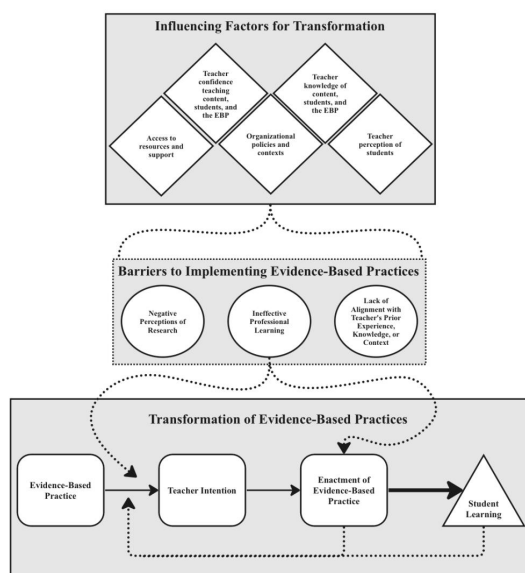 Influencing Factors for Transformation
Teacher
confidence
teaching
content,
students, and
the EBP
Teacher
knowledge of
content,
students, and
the EBP
Access to
resources and
support
Organizational
policies and
contexts
Teacher
perception of
students
Barriers to Implementing Evidence-Based Practices
Negative
Perceptions of
Research
Ineffective
Professional
Learning
Lack of
Alignment with
Teacher's Prior
Experience,
Knowledge, or
Context
Transformation of Evidence-Based Practices
Evidence-Based
Practice
Teacher Intention
Enactment of
Evidence-Based
Practice
Student
Learning